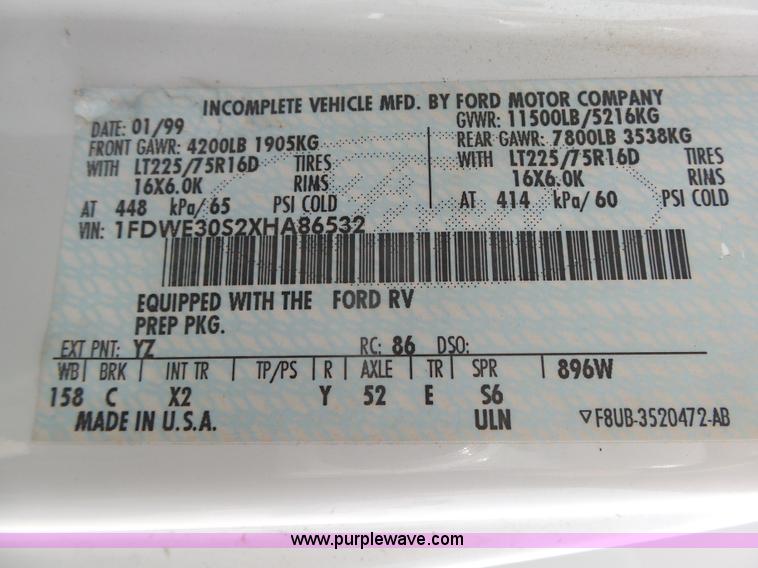 INCOMPLETE VEHICLE MFD. BY FORD MOTOR COMPANY
DATE: 01/99 GVWR: 11500LB/5216KG
FRONT GAWR: 4200LB 1905KG REAR GAWR: 7800LB 3538KG
WITH LT225/75R16D TIRES WITH LT225/75R16D TIRES
16X6.0K RIMS 16X6.0K RIMS
AT 448 kPa/ 65 PSI COLD AT 414 kPa/ 60 PSI COLD
VIN: 1FDWE30S2XHA86532
EQUIPPED WITH THE FORD RV
PREP PKG.
EXT PNT: YZ RC: 86 DSO:
WB BRK INT TR TP/PS R AXLE TR SPR 896W
158 C X2 Y 52 E S6
MADE IN U.S.A. ULN ▽F8UB-3520472-AB
www.purplewave.com